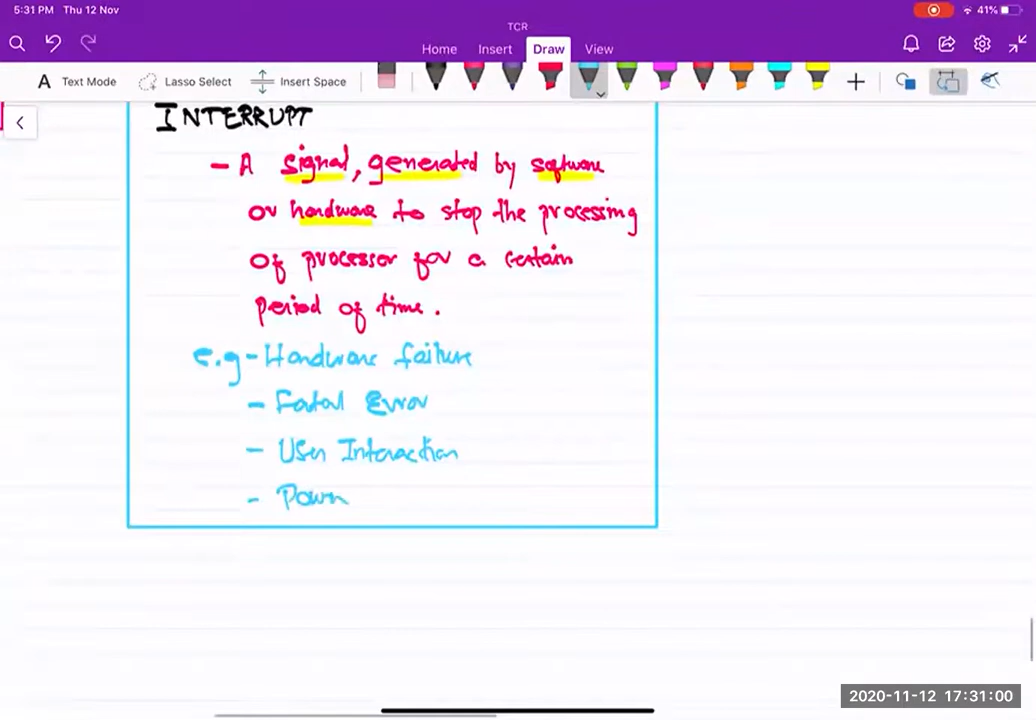 5:31 PM Thu 12 Nov
41%
TCR
Home Insert Draw View
A Text Mode Lasso Select Insert Space
INTERRUPT
- A signal, generated by software
or hardware to stop the processing
of processor for a certain
period of time.
e.g - Hardware failure
- Fatal Error
- User Interaction
- Power
2020-11-12 17:31:00